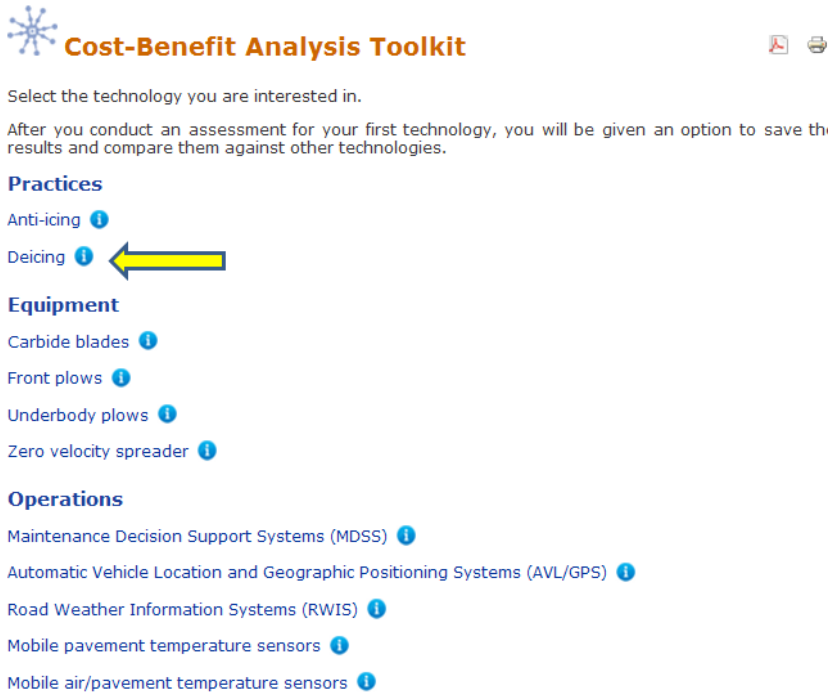 Cost-Benefit Analysis Toolkit
Select the technology you are interested in.
After you conduct an assessment for your first technology, you will be given an option to save the
results and compare them against other technologies.
Practices
Anti-icing
Deicing
Equipment
Carbide blades
Front plows
Underbody plows
Zero velocity spreader
Operations
Maintenance Decision Support Systems (MDSS)
Automatic Vehicle Location and Geographic Positioning Systems (AVL/GPS)
Road Weather Information Systems (RWIS)
Mobile pavement temperature sensors
Mobile air/pavement temperature sensors